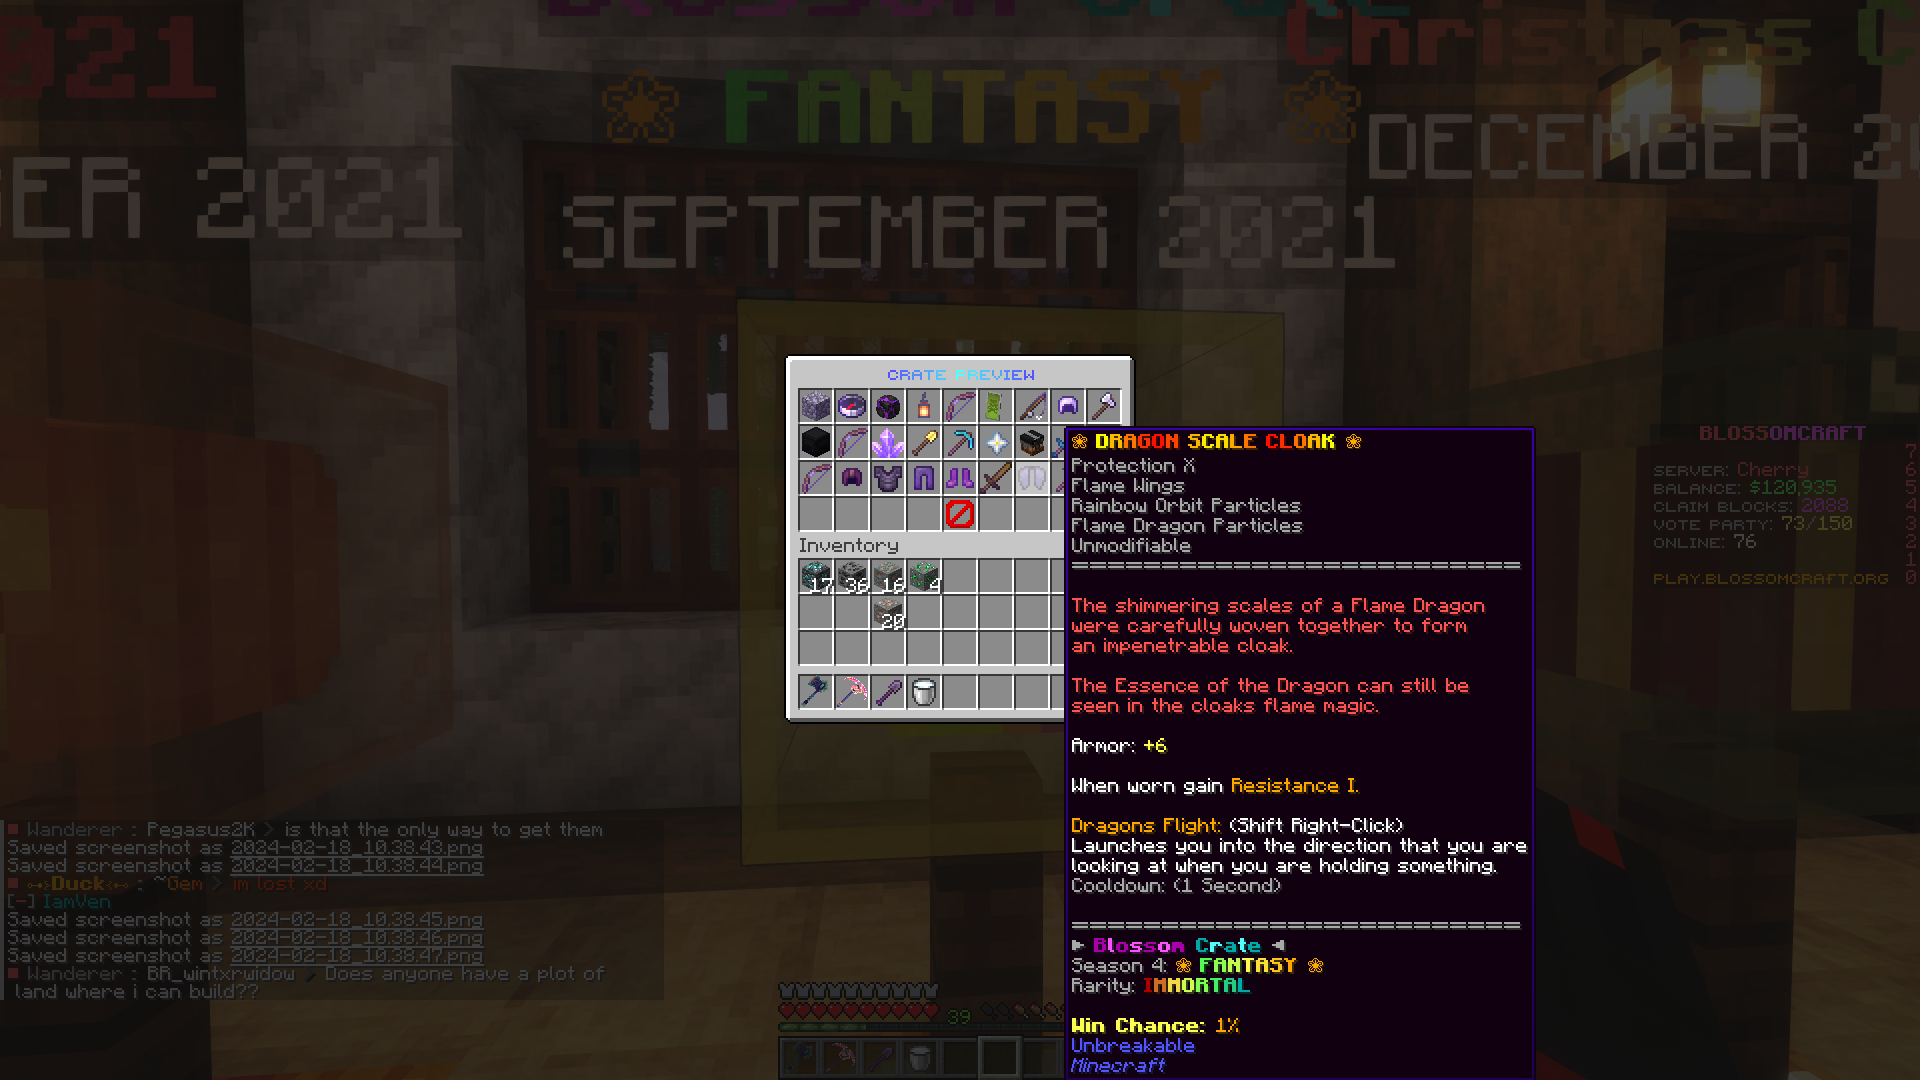 Blossom Crate
Christmas C
021
FANTASY
ER 2021
SEPTEMBER 2021
DECEMBER 20
CRATE PREVIEW
Inventory
17
36
16
4
20
❀ DRAGON SCALE CLOAK ❀
Protection X
Flame Wings
Rainbow Orbit Particles
Flame Dragon Particles
Unmodifiable
==============================
The shimmering scales of a Flame Dragon
were carefully woven together to form
an impenetrable cloak.
The Essence of the Dragon can still be
seen in the cloaks flame magic.
Armor: +6
When worn gain Resistance I.
Dragons Flight: (Shift Right-Click)
Launches you into the direction that you are
looking at when you are holding something.
Cooldown: (1 Second)
==============================
► Blossom Crate ◄
Season 4: ❀ FANTASY ❀
Rarity: IMMORTAL
Win Chance: 1%
Unbreakable
Minecraft
BLOSSOMCRAFT
7
SERVER: Cherry 6
BALANCE: $120,935 5
CLAIM BLOCKS: 2088 4
VOTE PARTY: 73/150 3
ONLINE: 76 2
1
PLAY.BLOSSOMCRAFT.ORG 0
Wanderer : Pegasus2K > is that the only way to get them
Saved screenshot as 2024-02-18_10.38.43.png
Saved screenshot as 2024-02-18_10.38.44.png
Duck : ~Gem > im lost xd
[-] IamVen
Saved screenshot as 2024-02-18_10.38.45.png
Saved screenshot as 2024-02-18_10.38.46.png
Saved screenshot as 2024-02-18_10.38.47.png
Wanderer : BR_wintxrwidow / Does anyone have a plot of
land where i can build??
39